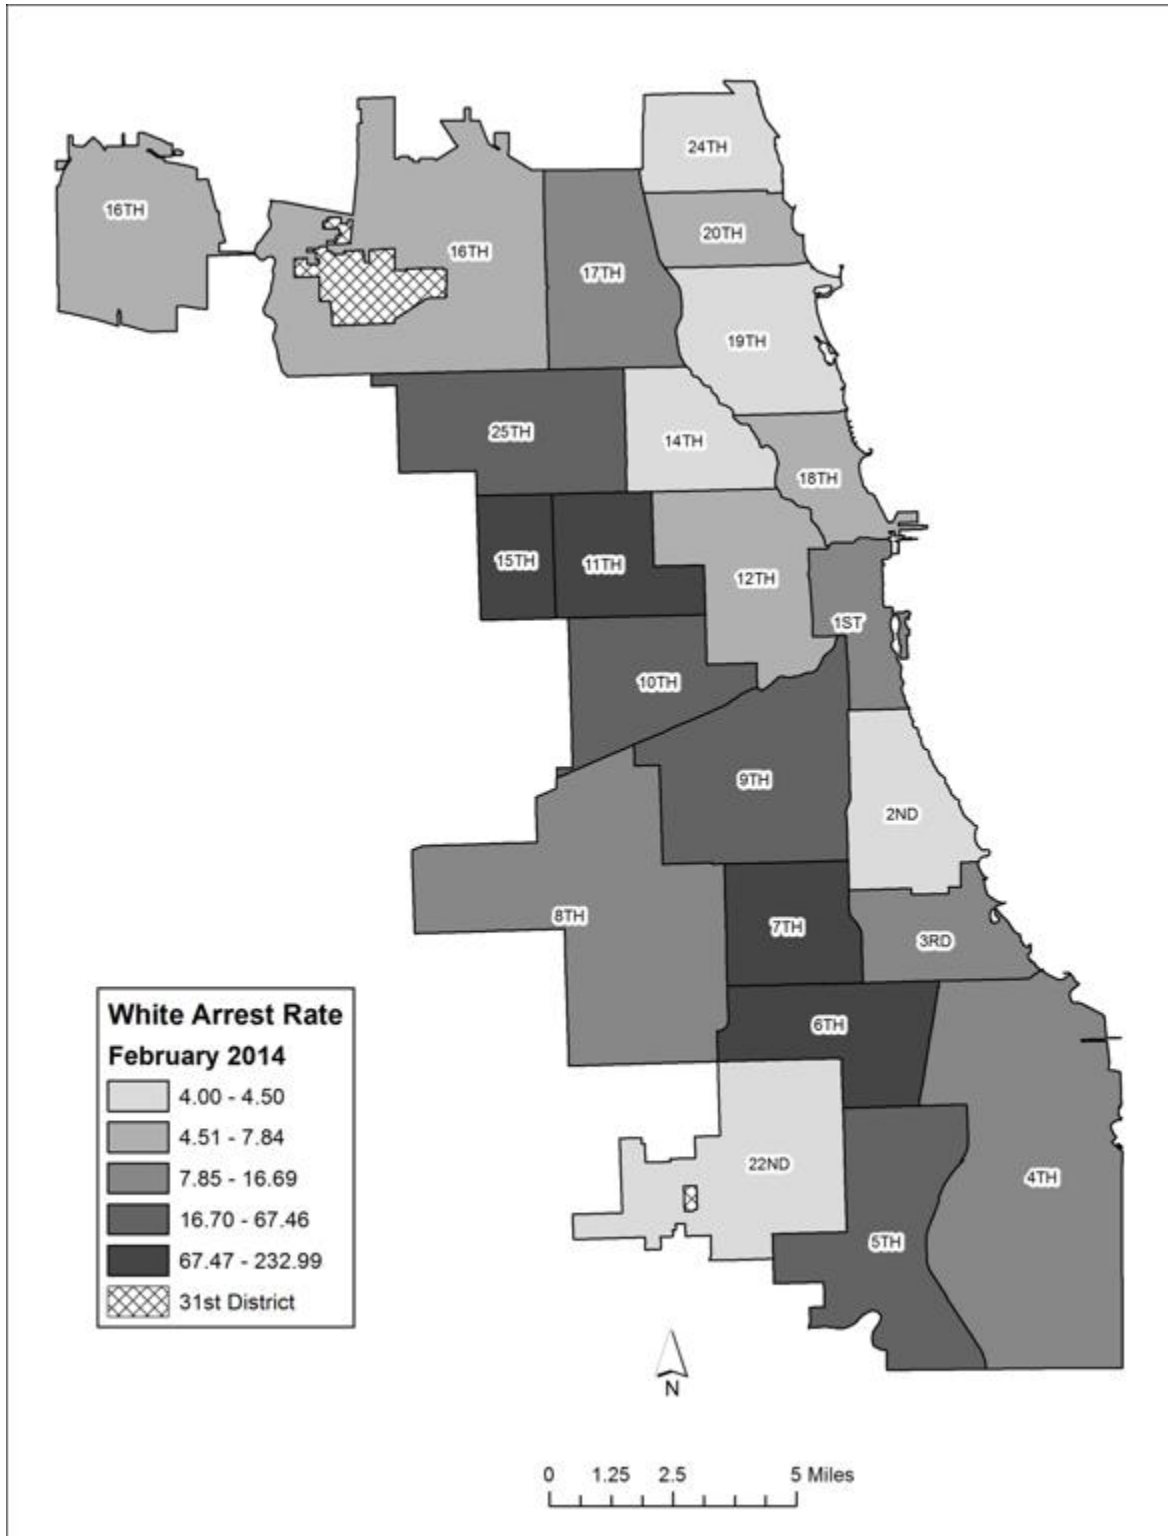 24TH
16TH
20TH
16TH
17TH
19TH
25TH
14TH
18TH
15TH
11TH
12TH
1ST
10TH
9TH
2ND
8TH
7TH
3RD
6TH
22ND
4TH
5TH
White Arrest Rate
February 2014
4.00 - 4.50
4.51 - 7.84
7.85 - 16.69
16.70 - 67.46
67.47 - 232.99
31st District
N
0 1.25 2.5 5 Miles